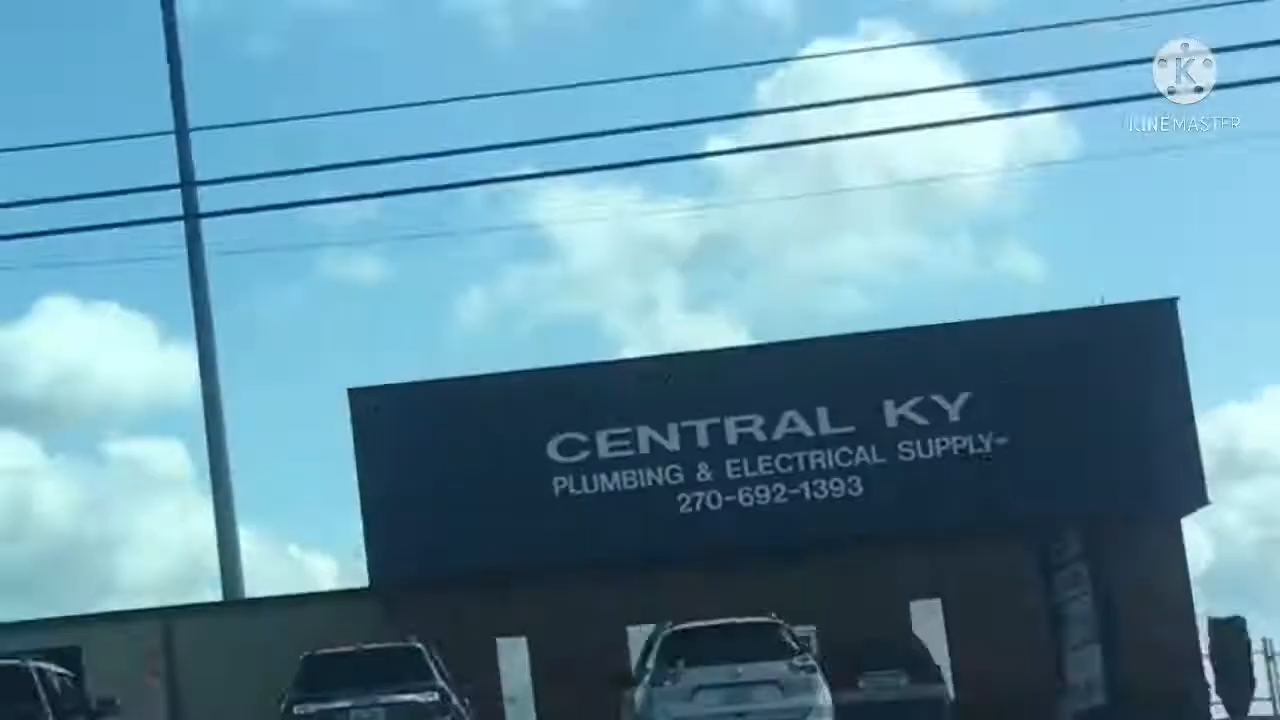 K
KINEMASTER
CENTRAL KY
PLUMBING & ELECTRICAL SUPPLY
270-692-1393